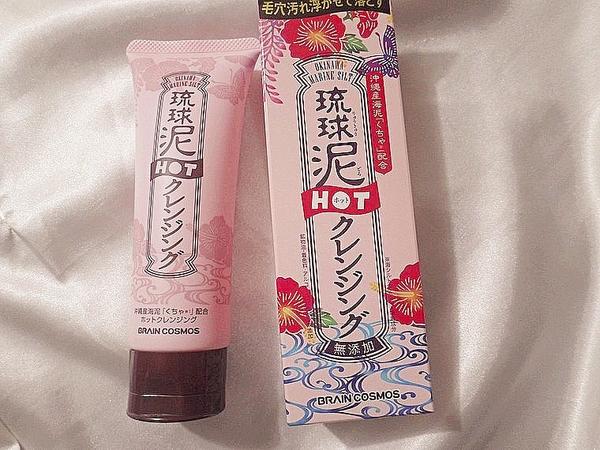 OKINAWA
MARINE SILT
琉球泥
HOT
クレンジング
沖縄産海泥「くちゃ※」配合
ホットクレンジング
BRAIN COSMOS
毛穴汚れ浮かせて落とす
OKINAWA
MARINE SILT
沖縄産海泥「くちゃ※」配合
琉球泥
HOT
ホット
クレンジング
無添加
BRAIN COSMOS